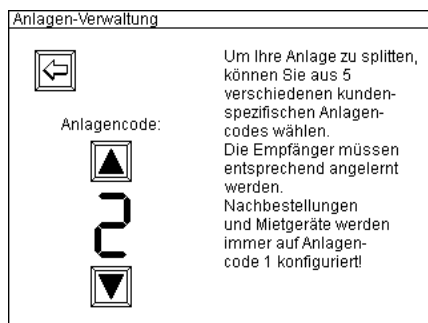 Anlagen-Verwaltung
Anlagencode:
2
Um Ihre Anlage zu splitten,
können Sie aus 5
verschiedenen kunden-
spezifischen Anlagen-
codes wählen.
Die Empfänger müssen
entsprechend angelernt
werden.
Nachbestellungen
und Mietgeräte werden
immer auf Anlagen-
code 1 konfiguriert!